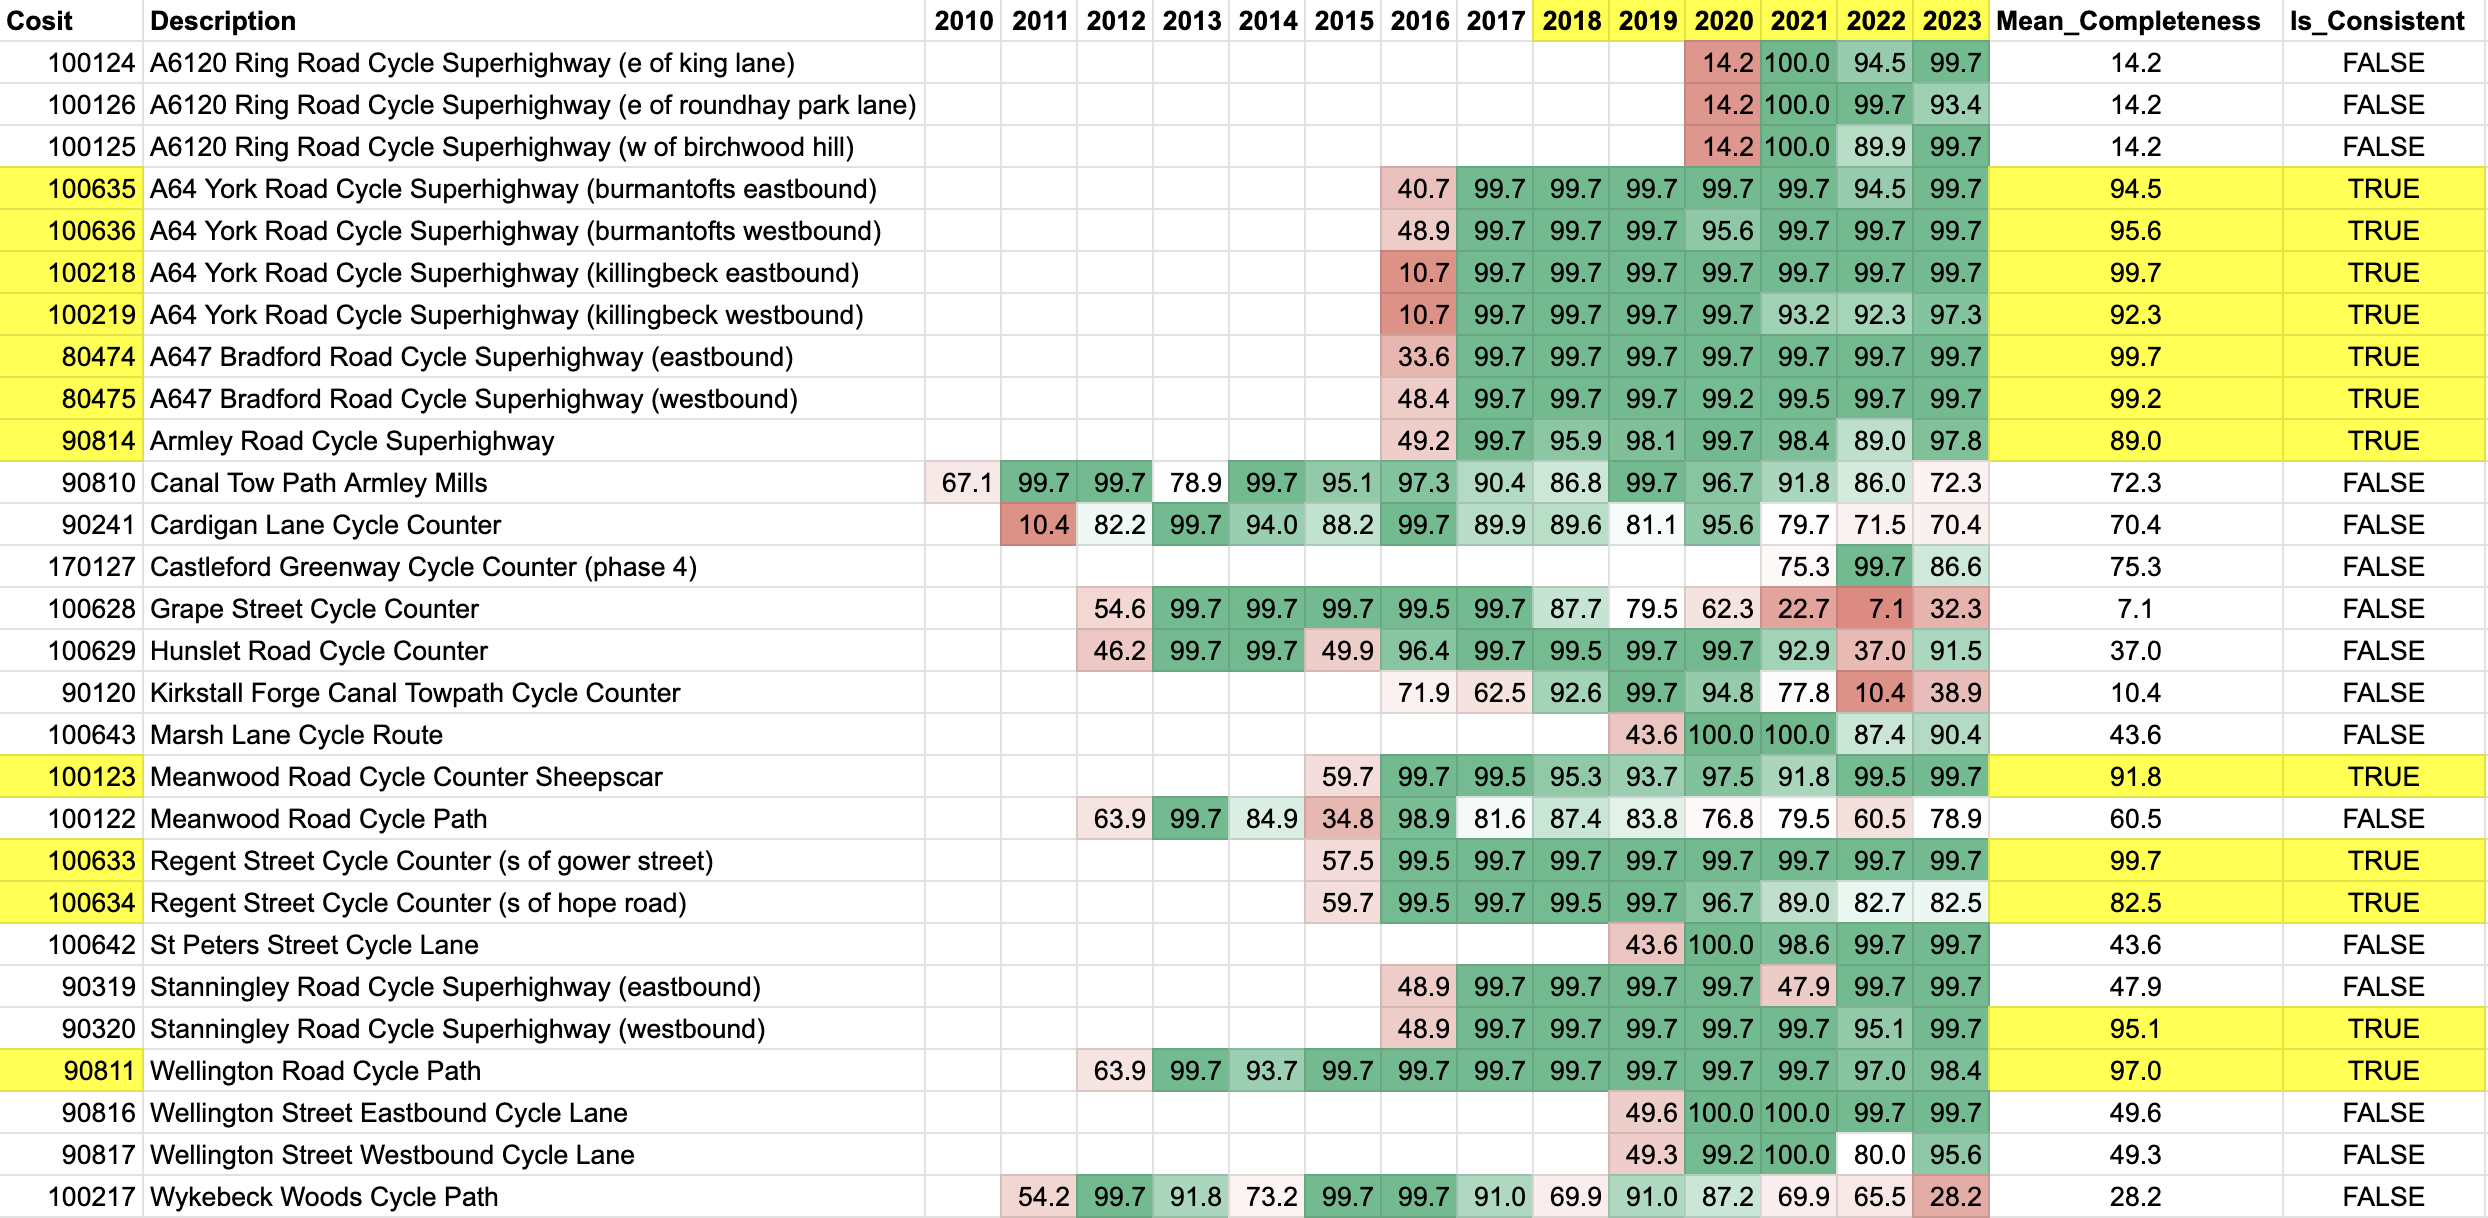 Cosit Description 2010 2011 2012 2013 2014 2015 2016 2017 2018 2019 2020 2021 2022 2023 Mean_Completeness Is_Consistent
100124 A6120 Ring Road Cycle Superhighway (e of king lane) 14.2 100.0 94.5 99.7 14.2 FALSE
100126 A6120 Ring Road Cycle Superhighway (e of roundhay park lane) 14.2 100.0 99.7 93.4 14.2 FALSE
100125 A6120 Ring Road Cycle Superhighway (w of birchwood hill) 14.2 100.0 89.9 99.7 14.2 FALSE
100635 A64 York Road Cycle Superhighway (burmantofts eastbound) 40.7 99.7 99.7 99.7 99.7 99.7 94.5 99.7 94.5 TRUE
100636 A64 York Road Cycle Superhighway (burmantofts westbound) 48.9 99.7 99.7 99.7 95.6 99.7 99.7 99.7 95.6 TRUE
100218 A64 York Road Cycle Superhighway (killingbeck eastbound) 10.7 99.7 99.7 99.7 99.7 99.7 99.7 99.7 99.7 TRUE
100219 A64 York Road Cycle Superhighway (killingbeck westbound) 10.7 99.7 99.7 99.7 99.7 93.2 92.3 97.3 92.3 TRUE
80474 A647 Bradford Road Cycle Superhighway (eastbound) 33.6 99.7 99.7 99.7 99.7 99.7 99.7 99.7 99.7 TRUE
80475 A647 Bradford Road Cycle Superhighway (westbound) 48.4 99.7 99.7 99.7 99.2 99.5 99.7 99.7 99.2 TRUE
90814 Armley Road Cycle Superhighway 49.2 99.7 95.9 98.1 99.7 98.4 89.0 97.8 89.0 TRUE
90810 Canal Tow Path Armley Mills 67.1 99.7 99.7 78.9 99.7 95.1 97.3 90.4 86.8 99.7 96.7 91.8 86.0 72.3 72.3 FALSE
90241 Cardigan Lane Cycle Counter 10.4 82.2 99.7 94.0 88.2 99.7 89.9 89.6 81.1 95.6 79.7 71.5 70.4 70.4 FALSE
170127 Castleford Greenway Cycle Counter (phase 4) 75.3 99.7 86.6 75.3 FALSE
100628 Grape Street Cycle Counter 54.6 99.7 99.7 99.7 99.5 99.7 87.7 79.5 62.3 22.7 7.1 32.3 7.1 FALSE
100629 Hunslet Road Cycle Counter 46.2 99.7 99.7 49.9 96.4 99.7 99.5 99.7 99.7 92.9 37.0 91.5 37.0 FALSE
90120 Kirkstall Forge Canal Towpath Cycle Counter 71.9 62.5 92.6 99.7 94.8 77.8 10.4 38.9 10.4 FALSE
100643 Marsh Lane Cycle Route 43.6 100.0 100.0 87.4 90.4 43.6 FALSE
100123 Meanwood Road Cycle Counter Sheepscar 59.7 99.7 99.5 95.3 93.7 97.5 91.8 99.5 99.7 91.8 TRUE
100122 Meanwood Road Cycle Path 63.9 99.7 84.9 34.8 98.9 81.6 87.4 83.8 76.8 79.5 60.5 78.9 60.5 FALSE
100633 Regent Street Cycle Counter (s of gower street) 57.5 99.5 99.7 99.7 99.7 99.7 99.7 99.7 99.7 99.7 TRUE
100634 Regent Street Cycle Counter (s of hope road) 59.7 99.5 99.7 99.5 99.7 96.7 89.0 82.7 82.5 82.5 TRUE
100642 St Peters Street Cycle Lane 43.6 100.0 98.6 99.7 99.7 43.6 FALSE
90319 Stanningley Road Cycle Superhighway (eastbound) 48.9 99.7 99.7 99.7 99.7 47.9 99.7 99.7 47.9 FALSE
90320 Stanningley Road Cycle Superhighway (westbound) 48.9 99.7 99.7 99.7 99.7 99.7 95.1 99.7 95.1 TRUE
90811 Wellington Road Cycle Path 63.9 99.7 93.7 99.7 99.7 99.7 99.7 99.7 99.7 99.7 97.0 98.4 97.0 TRUE
90816 Wellington Street Eastbound Cycle Lane 49.6 100.0 100.0 99.7 99.7 49.6 FALSE
90817 Wellington Street Westbound Cycle Lane 49.3 99.2 100.0 80.0 95.6 49.3 FALSE
100217 Wykebeck Woods Cycle Path 54.2 99.7 91.8 73.2 99.7 99.7 91.0 69.9 91.0 87.2 69.9 65.5 28.2 28.2 FALSE